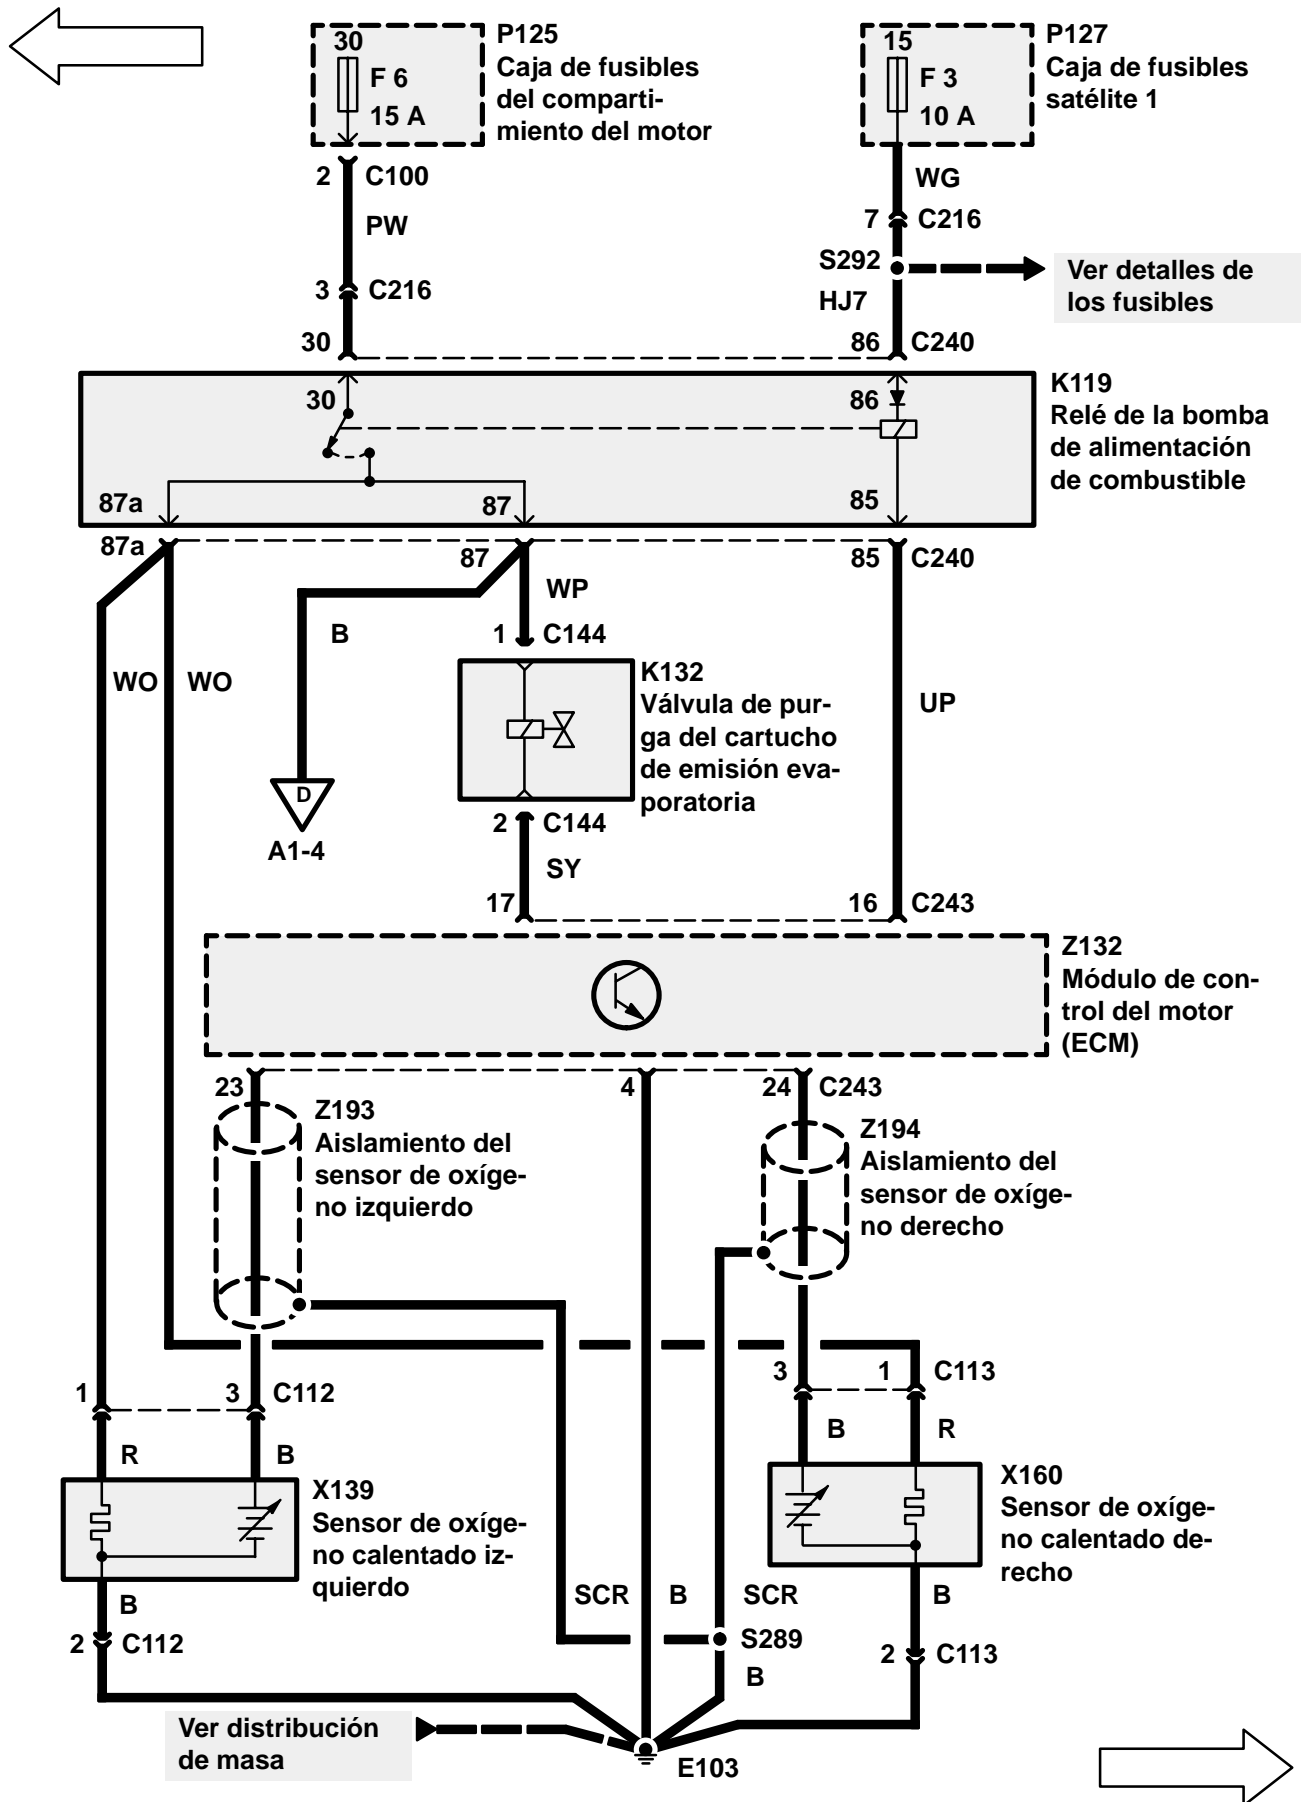 30
F 6
15 A
P125
Caja de fusibles
del comparti-
miento del motor
15
F 3
10 A
P127
Caja de fusibles
satélite 1
2 C100
PW
WG
7 C216
S292
HJ7
Ver detalles de
los fusibles
3 C216
30
86 C240
30
86
K119
Relé de la bomba
de alimentación
de combustible
87a
87
85
87a
87
85 C240
WP
B
1 C144
WO
WO
K132
Válvula de pur-
ga del cartucho
de emisión eva-
poratoria
UP
D
A1-4
2 C144
SY
17
16 C243
Z132
Módulo de con-
trol del motor
(ECM)
23
4
24 C243
Z193
Aislamiento del
sensor de oxíge-
no izquierdo
Z194
Aislamiento del
sensor de oxíge-
no derecho
1
3 C112
3
1 C113
R
B
B
R
X139
Sensor de oxíge-
no calentado iz-
quierdo
X160
Sensor de oxíge-
no calentado de-
recho
B
SCR
B
SCR
B
2 C112
S289
2 C113
B
Ver distribución
de masa
E103